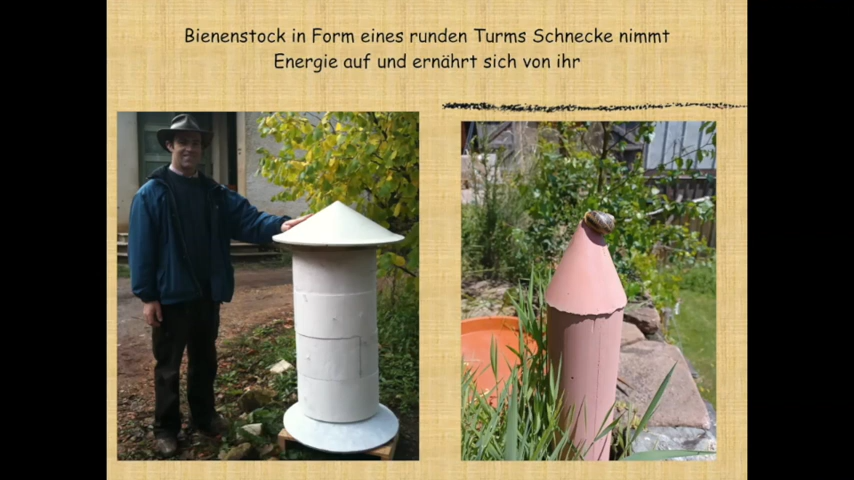 Bienenstock in Form eines runden Turms Schnecke nimmt
Energie auf und ernährt sich von ihr